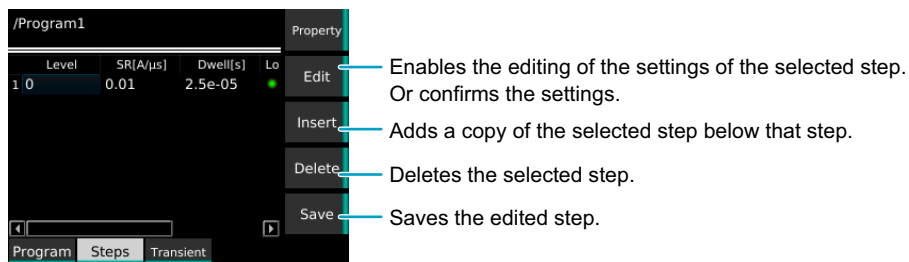 /Program1
Property
Level SR[A/µs] Dwell[s] Lo
1 0 0.01 2.5e-05
Edit
Enables the editing of the settings of the selected step.
Or confirms the settings.
Insert
Adds a copy of the selected step below that step.
Delete
Deletes the selected step.
Save
Saves the edited step.
Program Steps Transient